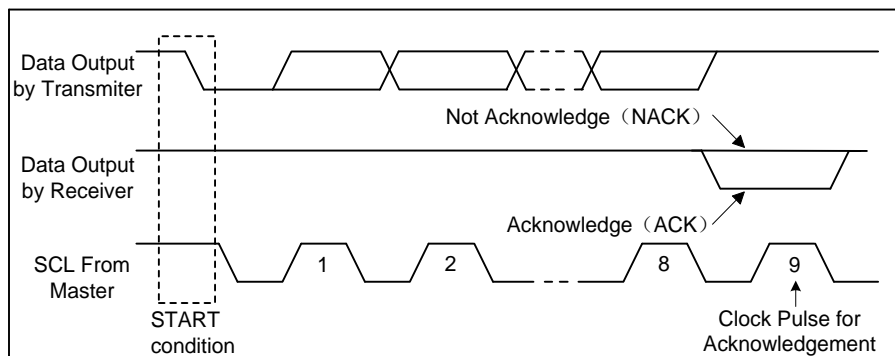 Data Output
by Transmiter
Not Acknowledge（NACK）
Data Output
by Receiver
Acknowledge（ACK）
SCL From
Master
1
2
8
9
START
condition
Clock Pulse for
Acknowledgement